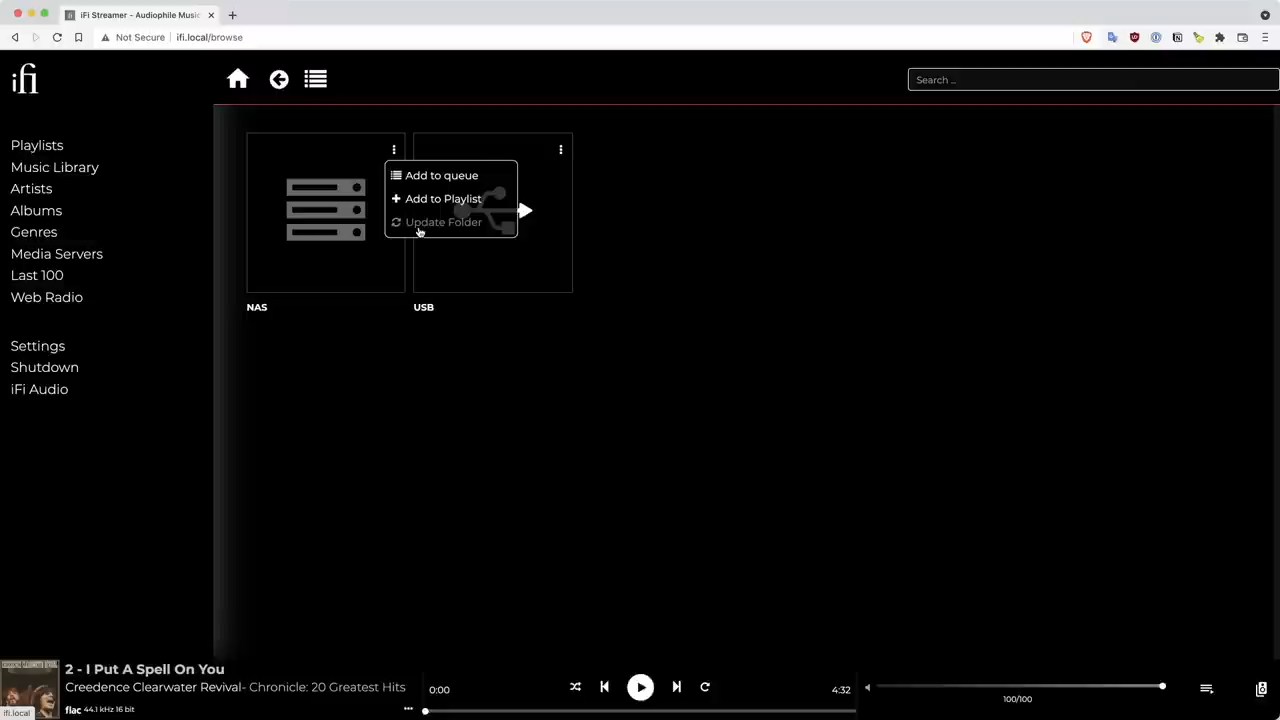 iFi Streamer - Audiophile Music
Not Secure
ifi.local/browse
ifi
Search ...
Playlists
Music Library
Artists
Albums
Genres
Media Servers
Last 100
Web Radio
Settings
Shutdown
iFi Audio
Add to queue
Add to Playlist
Update Folder
NAS
USB
2 - I Put A Spell On You
Creedence Clearwater Revival- Chronicle: 20 Greatest Hits
flac 44.1 kHz 16 bit
ifi.local
0:00
4:32
100/100